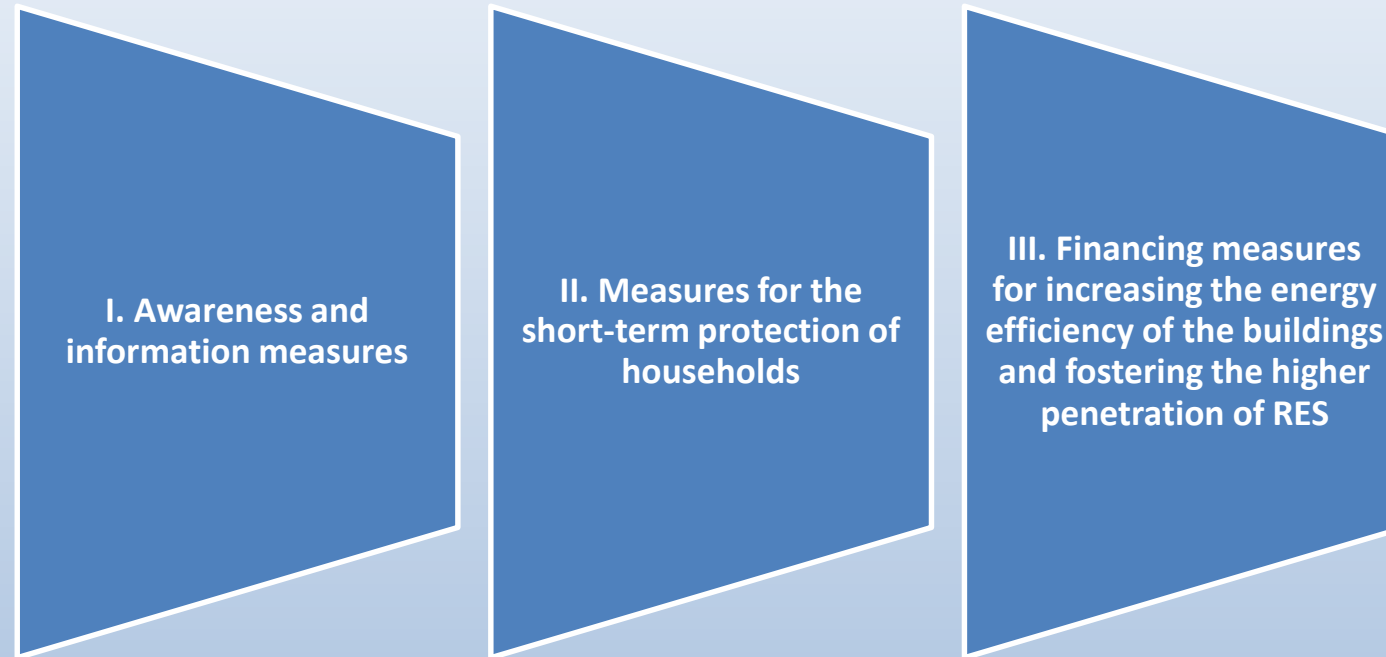 I. Awareness and
information measures
II. Measures for the
short-term protection of
households
III. Financing measures
for increasing the energy
efficiency of the buildings
and fostering the higher
penetration of RES